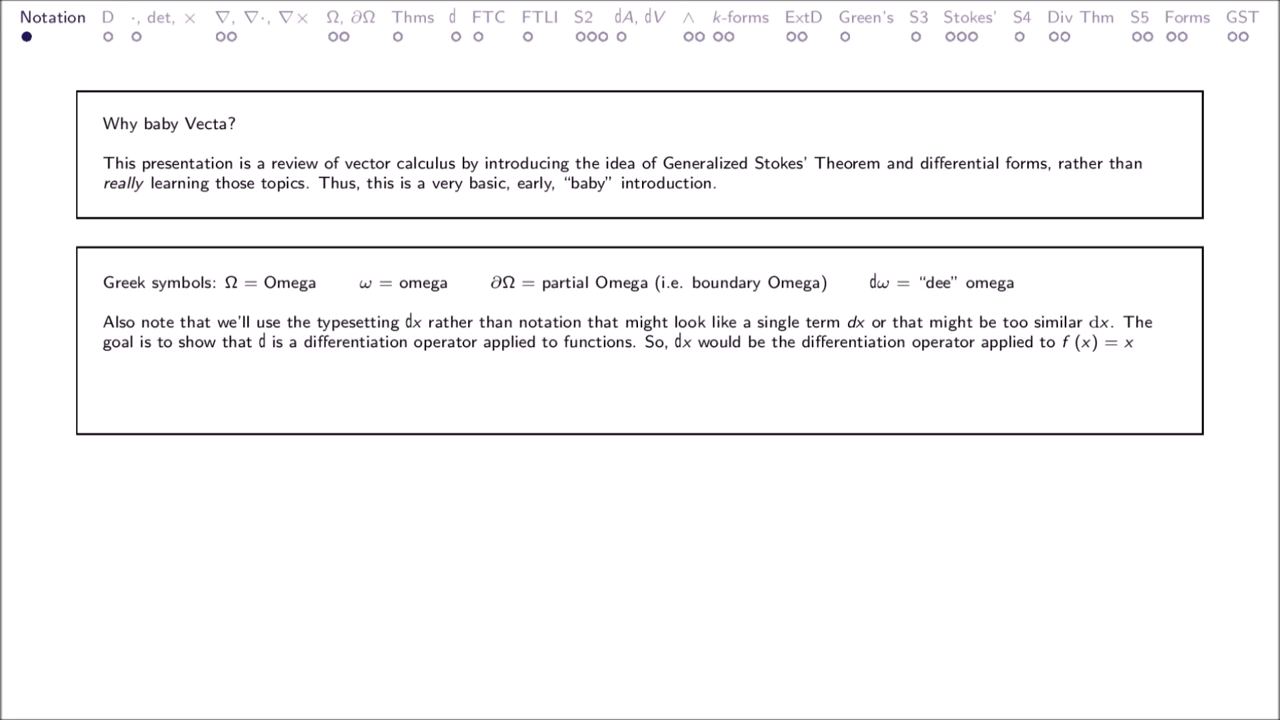 Notation D ·, det, × ∇, ∇·, ∇× Ω, ∂Ω Thms d FTC FTLI S2 dA, dV ∧ k-forms ExtD Green's S3 Stokes' S4 Div Thm S5 Forms GST
Why baby Vecta?
This presentation is a review of vector calculus by introducing the idea of Generalized Stokes' Theorem and differential forms, rather than
really learning those topics. Thus, this is a very basic, early, “baby” introduction.
Greek symbols: Ω = Omega ω = omega ∂Ω = partial Omega (i.e. boundary Omega) dω = “dee” omega
Also note that we'll use the typesetting dx rather than notation that might look like a single term dx or that might be too similar dx. The
goal is to show that d is a differentiation operator applied to functions. So, dx would be the differentiation operator applied to f (x) = x